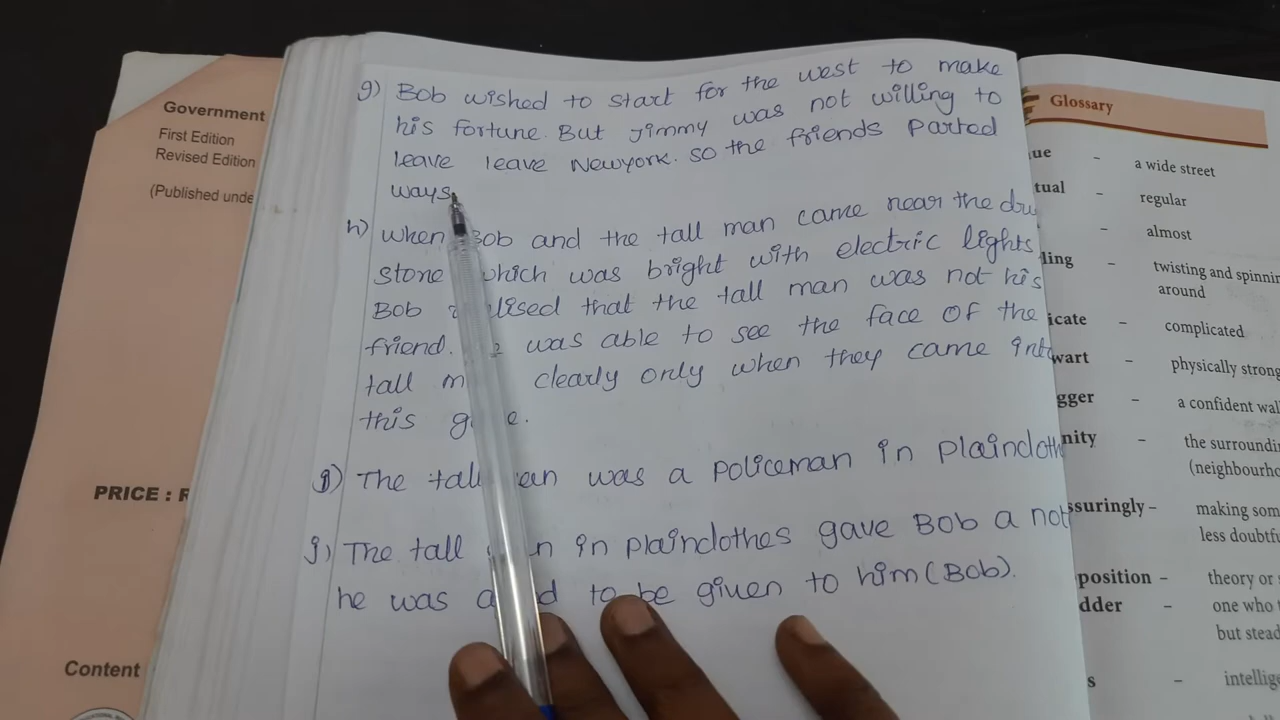 Government
First Edition
Revised Edition
(Published unde
PRICE : R
Content
g) Bob wished to start for the west to make
his fortune. But Jimmy was not willing to
leave leave Newyork. so the friends parted
ways.
h) when Bob and the tall man came near the dru
stone which was bright with electric lights
Bob lised that the tall man was not his
friend. was able to see the face of the
tall m clearly only when they came into
this g e.
i) The tall an was a policeman in plaincloth
j) The tall n in plainclothes gave Bob a not
he was a d to be given to him (Bob).
Glossary
ue - a wide street
tual - regular
- almost
ling - twisting and spinnin
around
icate - complicated
wart - physically strong
gger - a confident wal
nity - the surroundi
(neighbourho
ssuringly - making som
less doubtfu
position - theory or
dder - one who
but stead
s - intellige